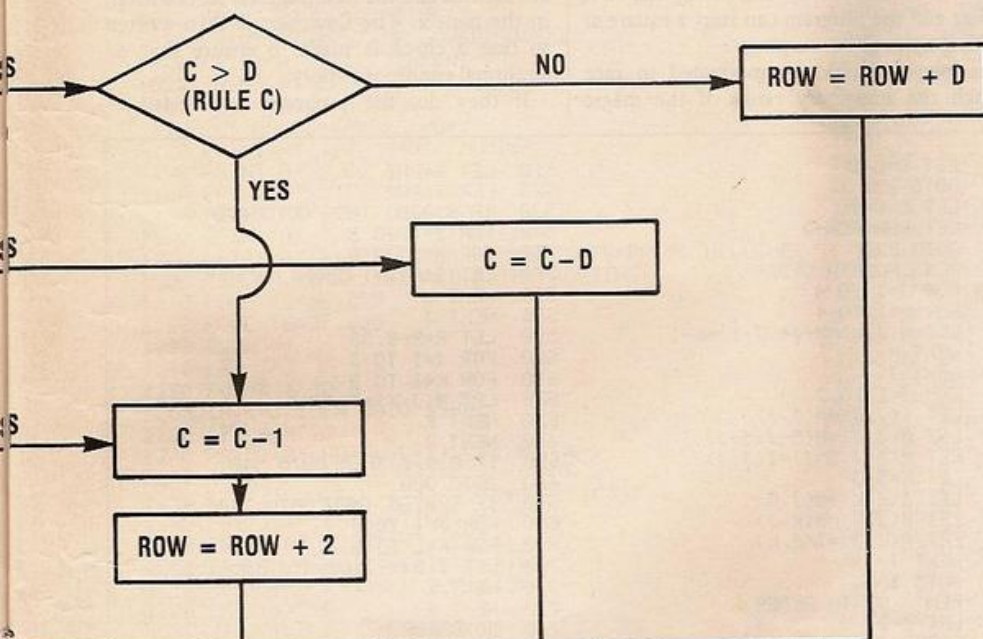 S
C > D
(RULE C)
NO
ROW = ROW + D
YES
S
C = C-D
S
C = C-1
ROW = ROW + 2